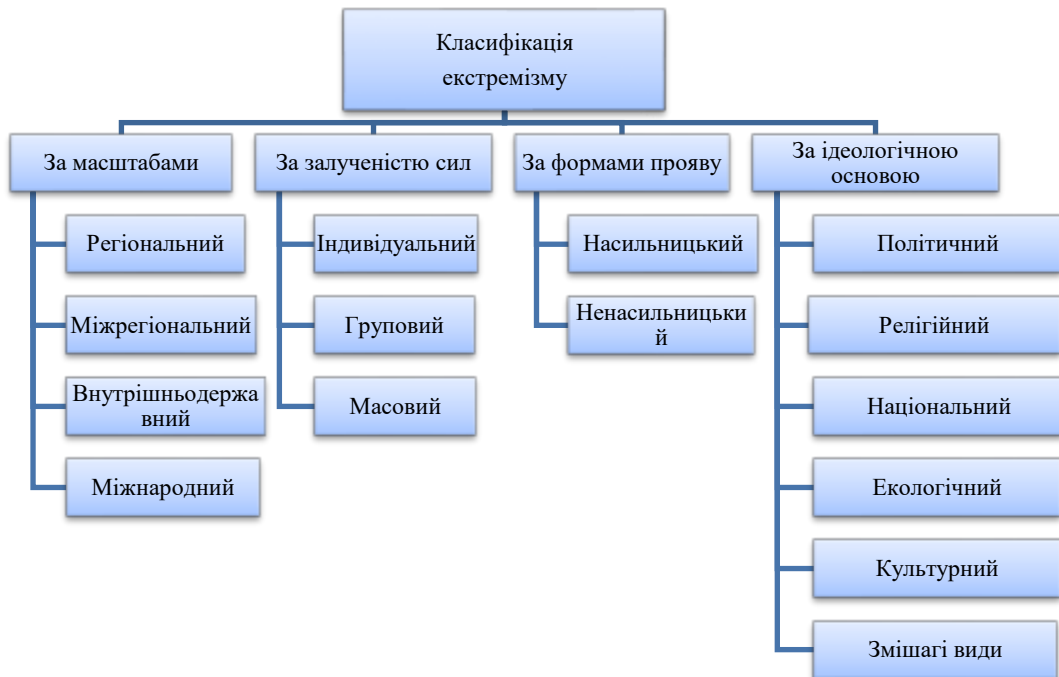 Класифікація
екстремізму
За масштабами
Регіональний
Міжрегіональний
Внутрішньодержа
вний
Міжнародний
За залученістю сил
Індивідуальний
Груповий
Масовий
За формами прояву
Насильницький
Ненасильницьки
й
За ідеологічною
основою
Політичний
Релігійний
Національний
Екологічний
Культурний
Змішагі види